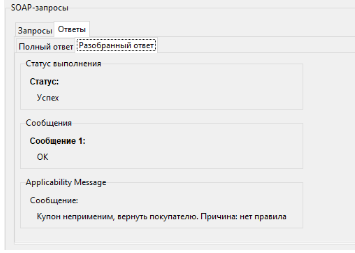 SOAP-запросы
Запросы Ответы
Полный ответ Разобранный ответ
Статус выполнения
Статус:
Успех
Сообщения
Сообщение 1:
ОК
Applicability Message
Сообщение:
Купон неприменим, вернуть покупателю. Причина: нет правила